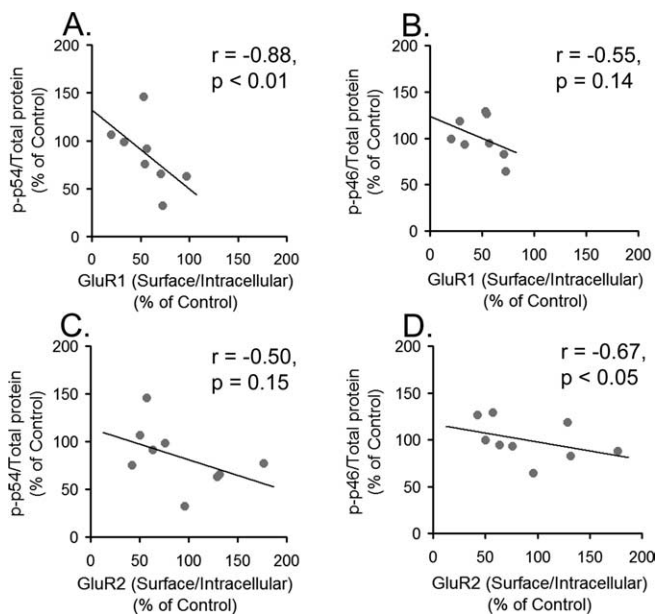 A.
r = -0.88,
p < 0.01
p-p54/Total protein
(% of Control)
200
150
100
50
0
0 50 100 150 200
GluR1 (Surface/Intracellular)
(% of Control)
B.
r = -0.55,
p = 0.14
p-p46/Total protein
(% of Control)
200
150
100
50
0
0 50 100 150 200
GluR1 (Surface/Intracellular)
(% of Control)
C.
r = -0.50,
p = 0.15
p-p54/Total protein
(% of Control)
200
150
100
50
0
0 50 100 150 200
GluR2 (Surface/Intracellular)
(% of Control)
D.
r = -0.67,
p < 0.05
p-p46/Total protein
(% of Control)
200
150
100
50
0
0 50 100 150 200
GluR2 (Surface/Intracellular)
(% of Control)